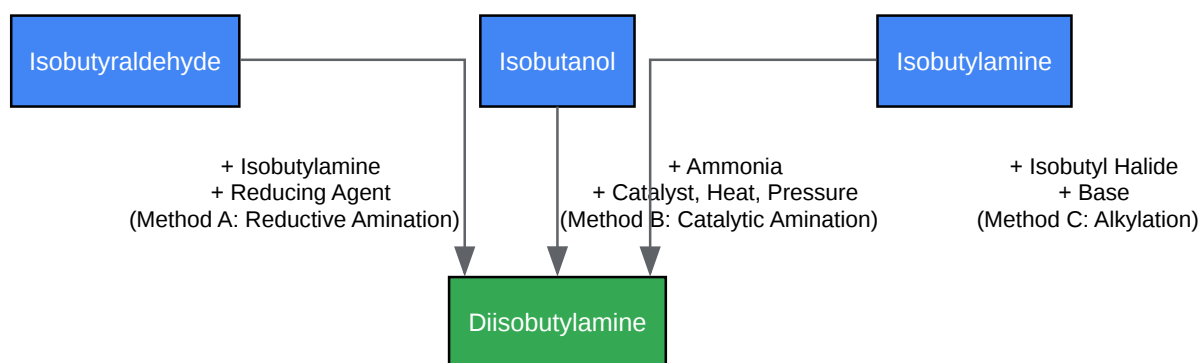 Isobutyraldehyde
Isobutanol
Isobutylamine
+ Isobutylamine
+ Reducing Agent
(Method A: Reductive Amination)
+ Ammonia
+ Catalyst, Heat, Pressure
(Method B: Catalytic Amination)
+ Isobutyl Halide
+ Base
(Method C: Alkylation)
Diisobutylamine